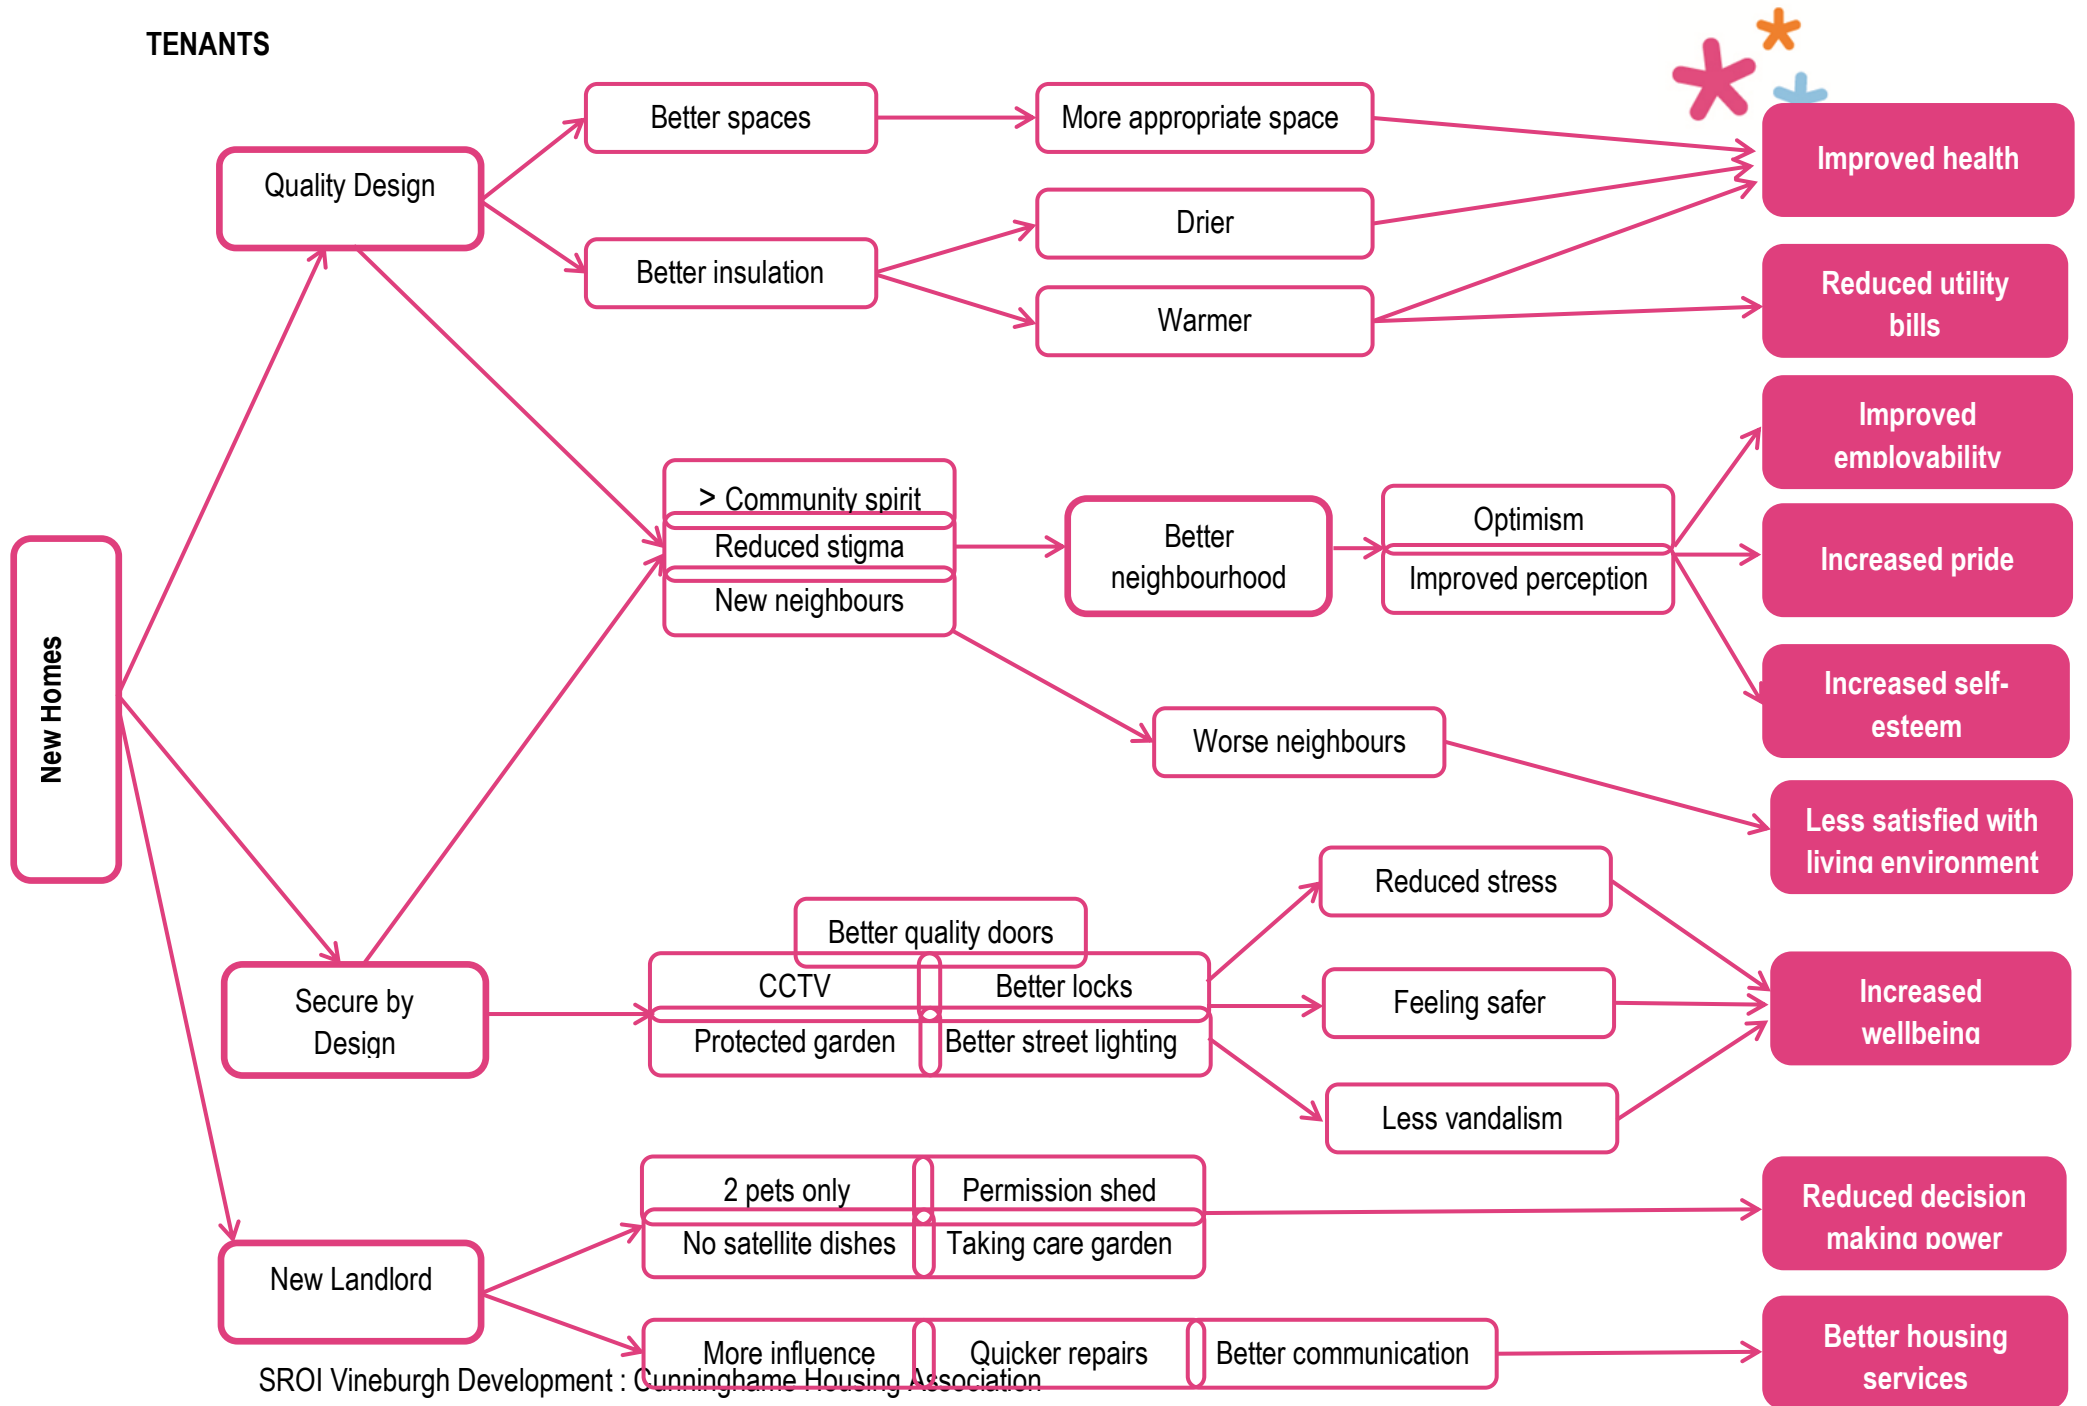 TENANTS
Better spaces
More appropriate space
Improved health
Quality Design
Drier
Better insulation
Reduced utility
bills
Warmer
Improved
employability
> Community spirit
Optimism
Reduced stigma
Better
neighbourhood
Increased pride
Improved perception
New neighbours
New Homes
Increased self-
esteem
Worse neighbours
Less satisfied with
living environment
Reduced stress
Better quality doors
CCTV
Better locks
Feeling safer
Increased
wellbeing
Secure by
Design
Protected garden
Better street lighting
Less vandalism
2 pets only
Permission shed
Reduced decision
making power
No satellite dishes
Taking care garden
New Landlord
More influence
Quicker repairs
Better communication
Better housing
services
SROI Vineburgh Development : Cunninghame Housing Association